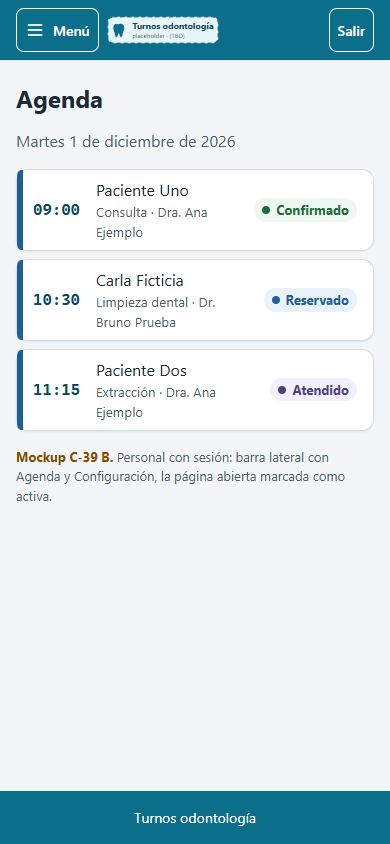 Menú
Turnos odontología
placeholder · (TBD)
Salir
Agenda
Martes 1 de diciembre de 2026
09:00
Paciente Uno
Consulta · Dra. Ana
Ejemplo
Confirmado
10:30
Carla Ficticia
Limpieza dental · Dr.
Bruno Prueba
Reservado
11:15
Paciente Dos
Extracción · Dra. Ana
Ejemplo
Atendido
Mockup C-39 B. Personal con sesión: barra lateral con
Agenda y Configuración, la página abierta marcada como
activa.
Turnos odontología